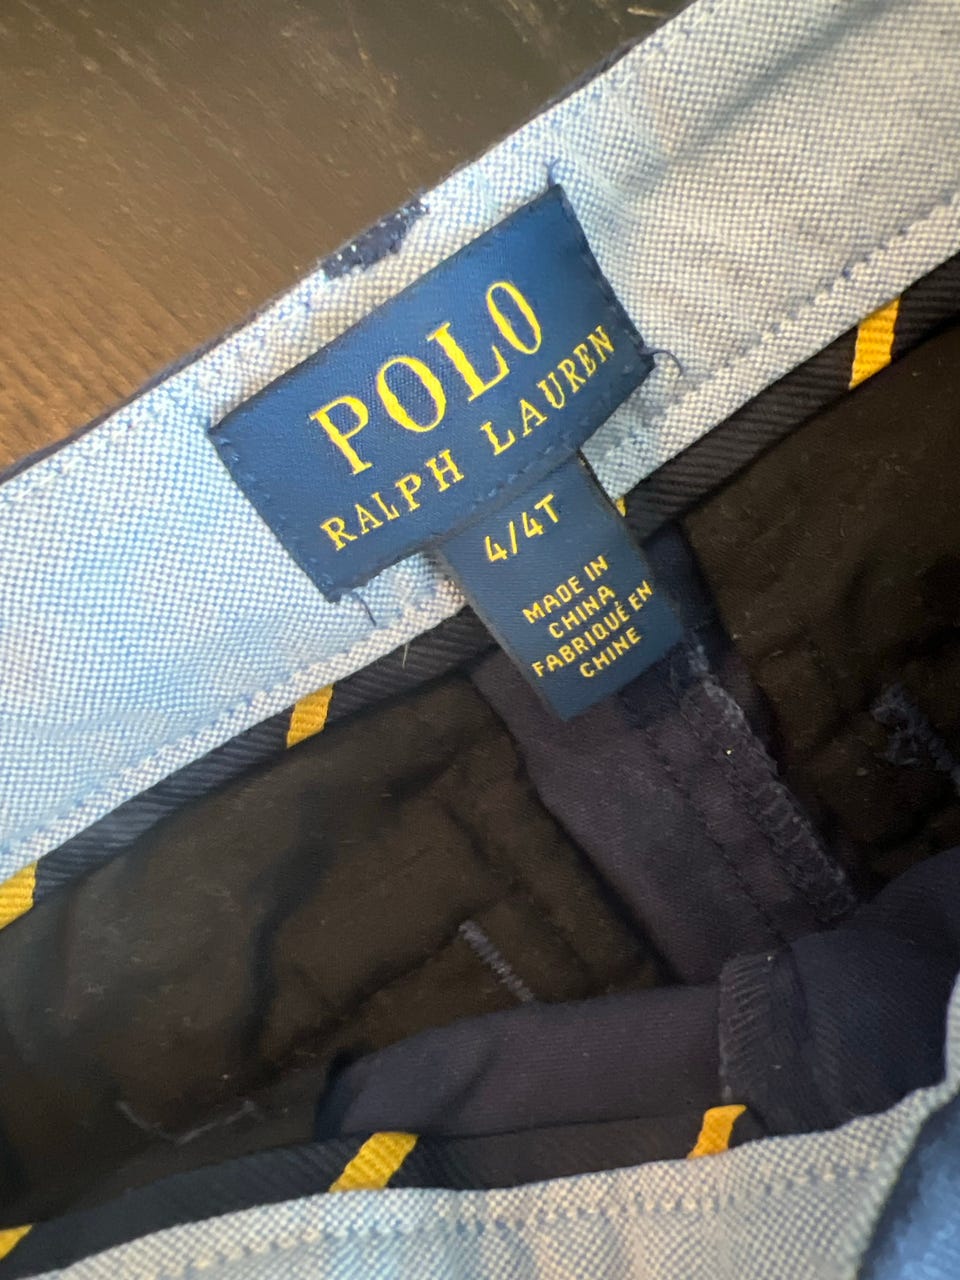 POLO
RALPH LAUREN
4/4T
MADE IN
CHINA
FABRIQUÉ EN
CHINE